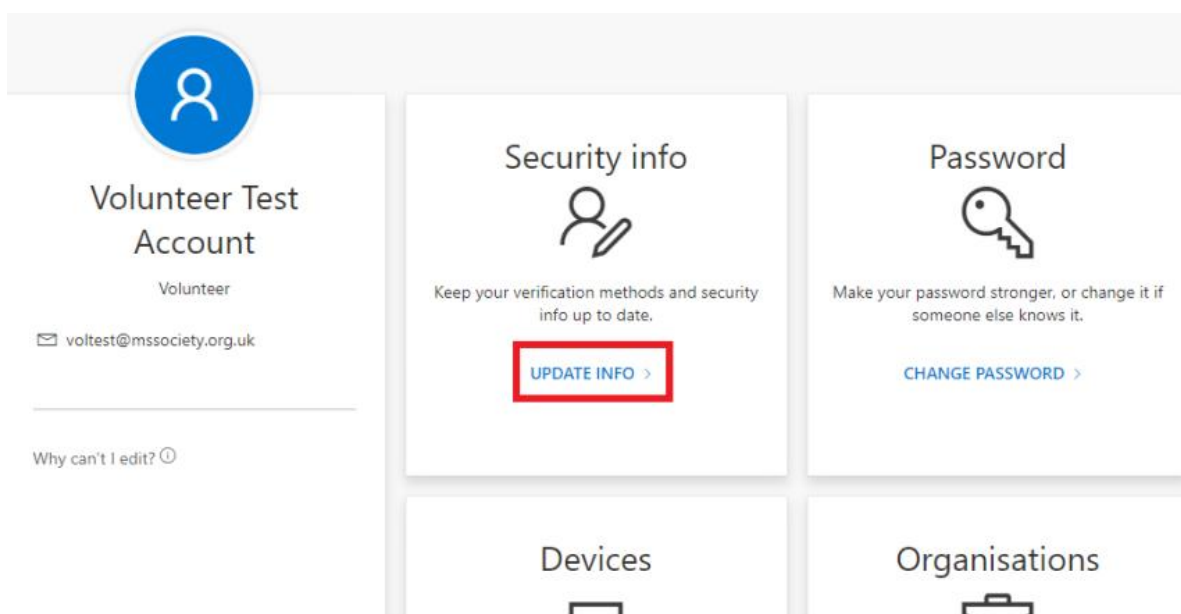 Volunteer Test
Account
Volunteer
voltest@mssociety.org.uk
Why can't I edit?
Security info
Keep your verification methods and security
info up to date.
UPDATE INFO >
Password
Make your password stronger, or change it if
someone else knows it.
CHANGE PASSWORD >
Devices
Organisations